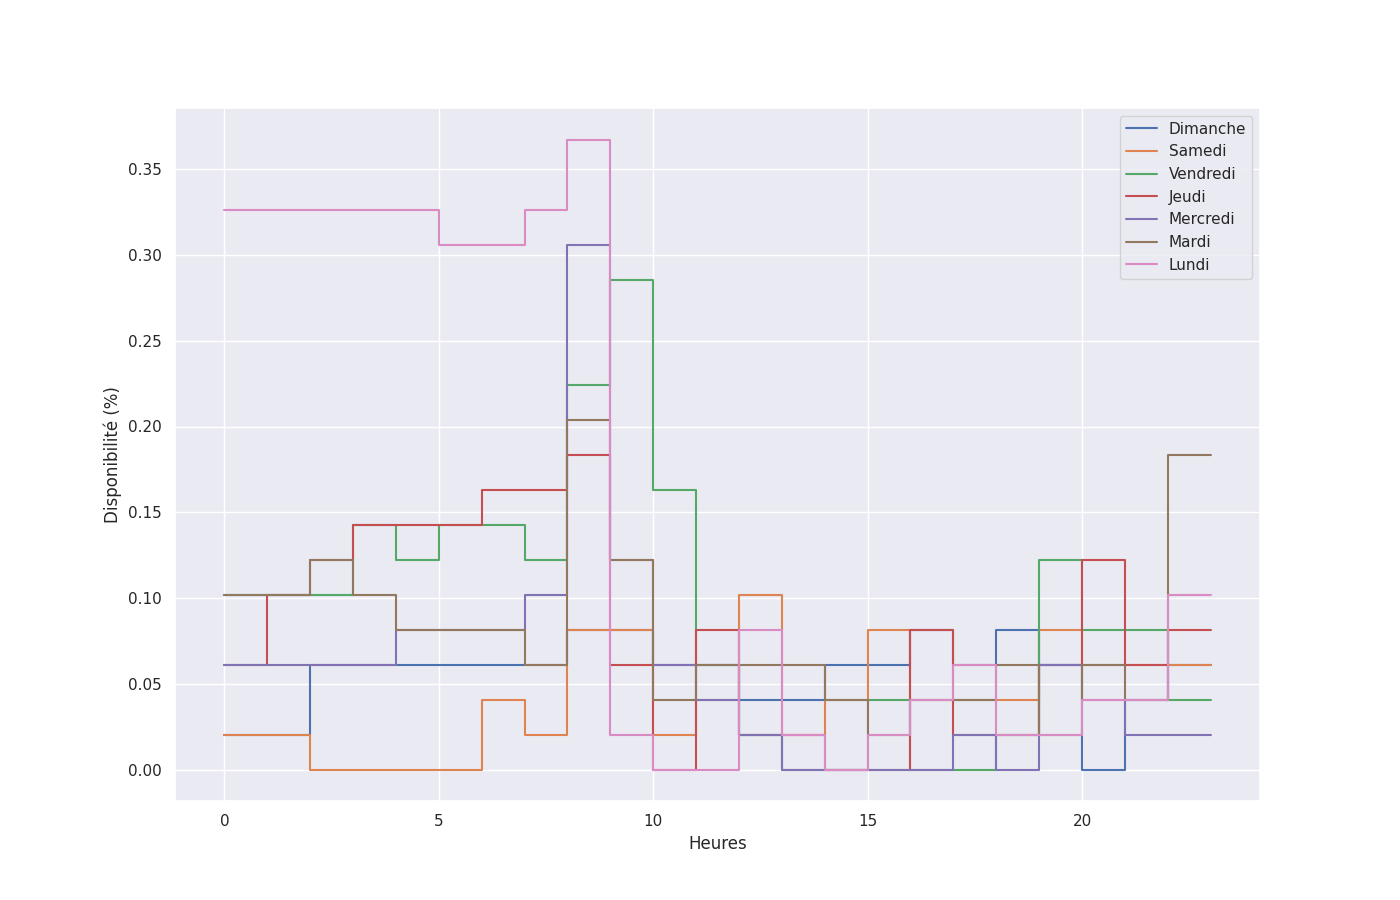 Dimanche
Samedi
Vendredi
Jeudi
Mercredi
Mardi
Lundi
0.35
0.30
0.25
0.20
0.15
0.10
0.05
0.00
Disponibilité (%)
0 5 10 15 20
Heures